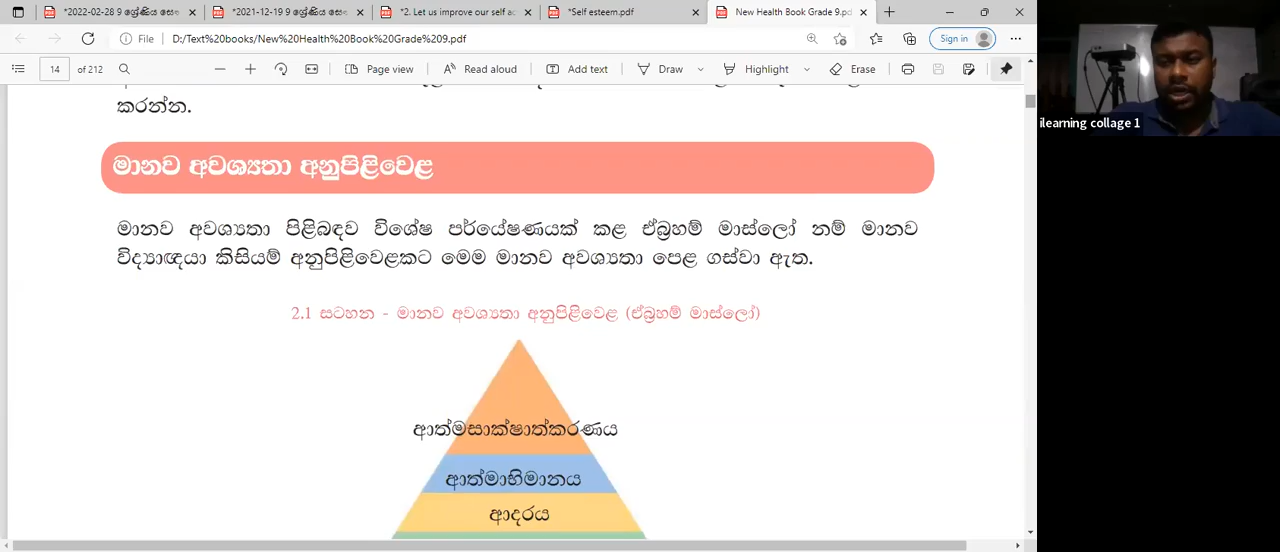 *2022-02-28 9 ශ්‍රේණිය සෞ
*2021-12-19 9 ශ්‍රේණිය සෞ
*2. Let us improve our self ac
*Self esteem.pdf
New Health Book Grade 9.pd
File D:/Text%20books/New%20Health%20Book%20Grade%209.pdf
Sign in
14 of 212
Page view
Read aloud
Add text
Draw
Highlight
Erase
ilearning collage 1
කරන්න.
මානව අවශ්‍යතා අනුපිළිවෙළ
මානව අවශ්‍යතා පිළිබඳව විශේෂ පර්යේෂණයක් කළ ඒබ්‍රහම් මාස්ලෝ නම් මානව
විද්‍යාඥයා කිසියම් අනුපිළිවෙළකට මෙම මානව අවශ්‍යතා පෙළ ගස්වා ඇත.
2.1 සටහන - මානව අවශ්‍යතා අනුපිළිවෙළ (ඒබ්‍රහම් මාස්ලෝ)
ආත්මසාක්ෂාත්කරණය
ආත්මාභිමානය
ආදරය